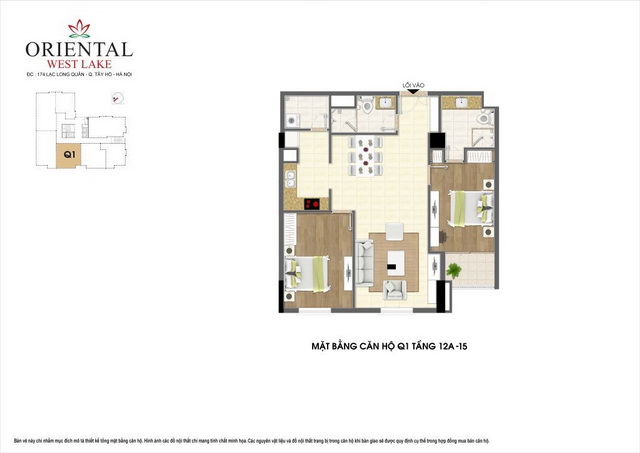 ORIENTAL
WEST LAKE
ĐC : 174 LẠC LONG QUÂN - Q. TÂY HỒ - HÀ NỘI
Q1
LỐI VÀO
MẶT BẰNG CĂN HỘ Q1 TẦNG 12A -15
Bản vẽ này chỉ nhằm mục đích mô tả thiết kế tổng mặt bằng căn hộ. Hình ảnh các đồ nội thất chỉ mang tính chất minh họa. Các nguyên vật liệu và đồ nội thất trang bị trong căn hộ khi bàn giao sẽ được quy định cụ thể trong hợp đồng mua bán căn hộ.